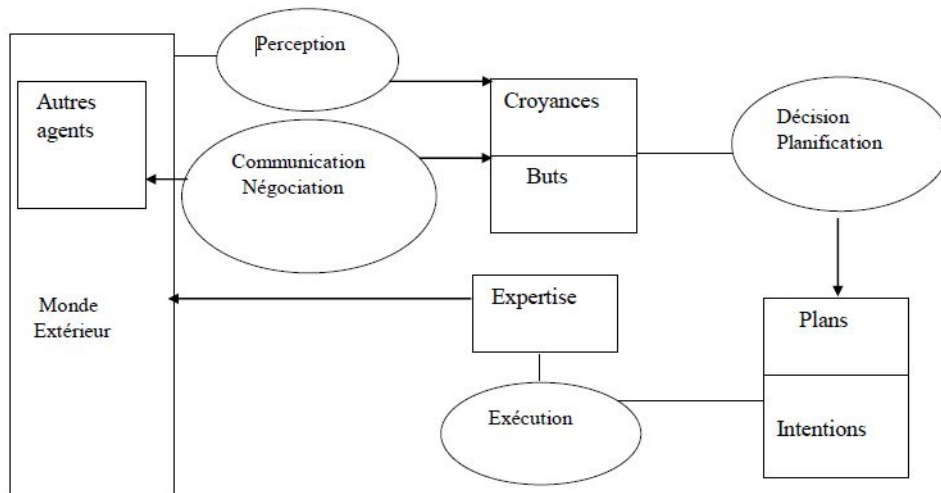 Perception
Autres
agents
Croyances
Décision
Planification
Communication
Négociation
Buts
Expertise
Monde
Extérieur
Plans
Exécution
Intentions